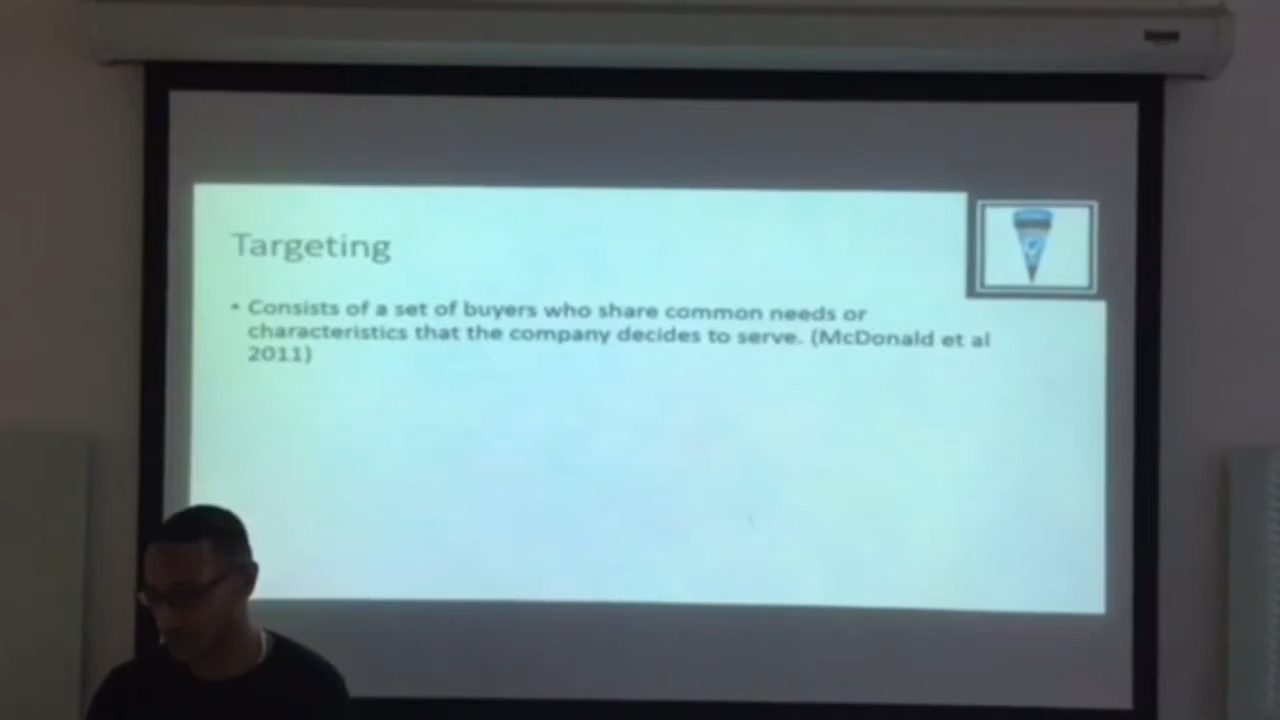 Targeting
• Consists of a set of buyers who share common needs or
characteristics that the company decides to serve. (McDonald et al
2011)